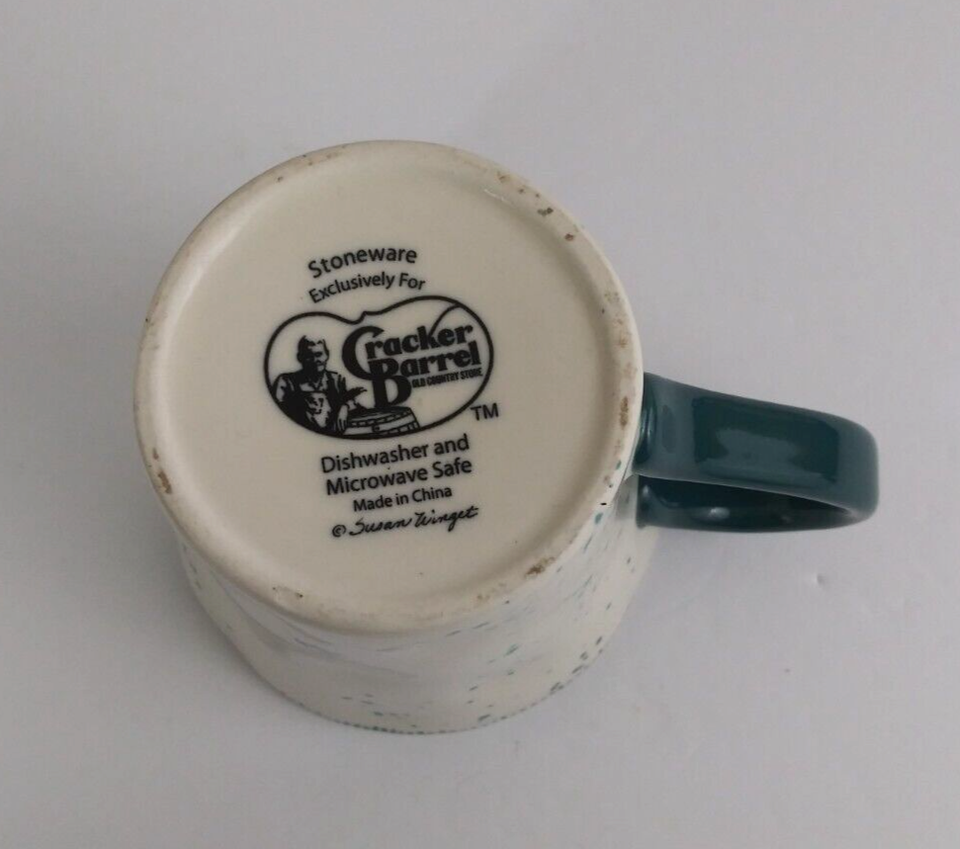 Stoneware
Exclusively For
Cracker
Barrel
OLD COUNTRY STORE
TM
Dishwasher and
Microwave Safe
Made in China
© Susan Winget